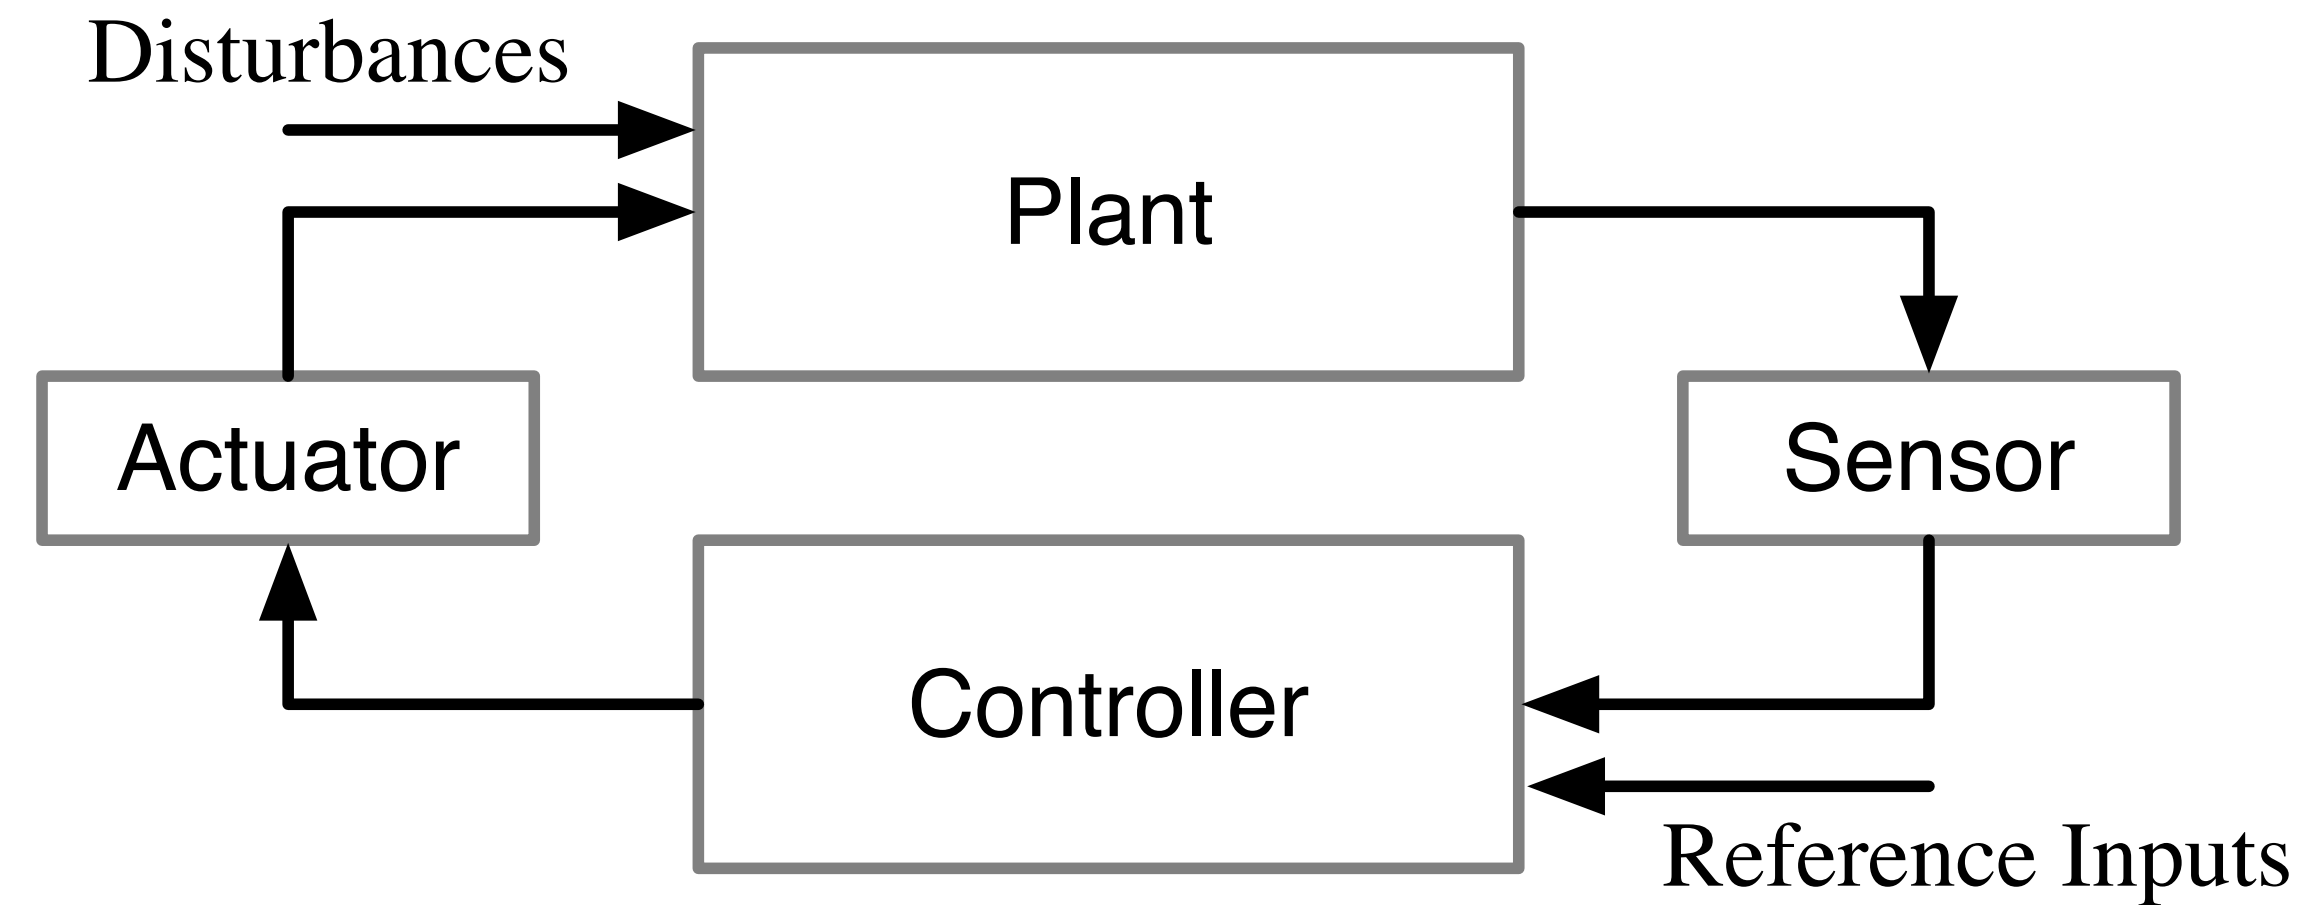 Disturbances
Plant
Actuator
Sensor
Controller
Reference Inputs